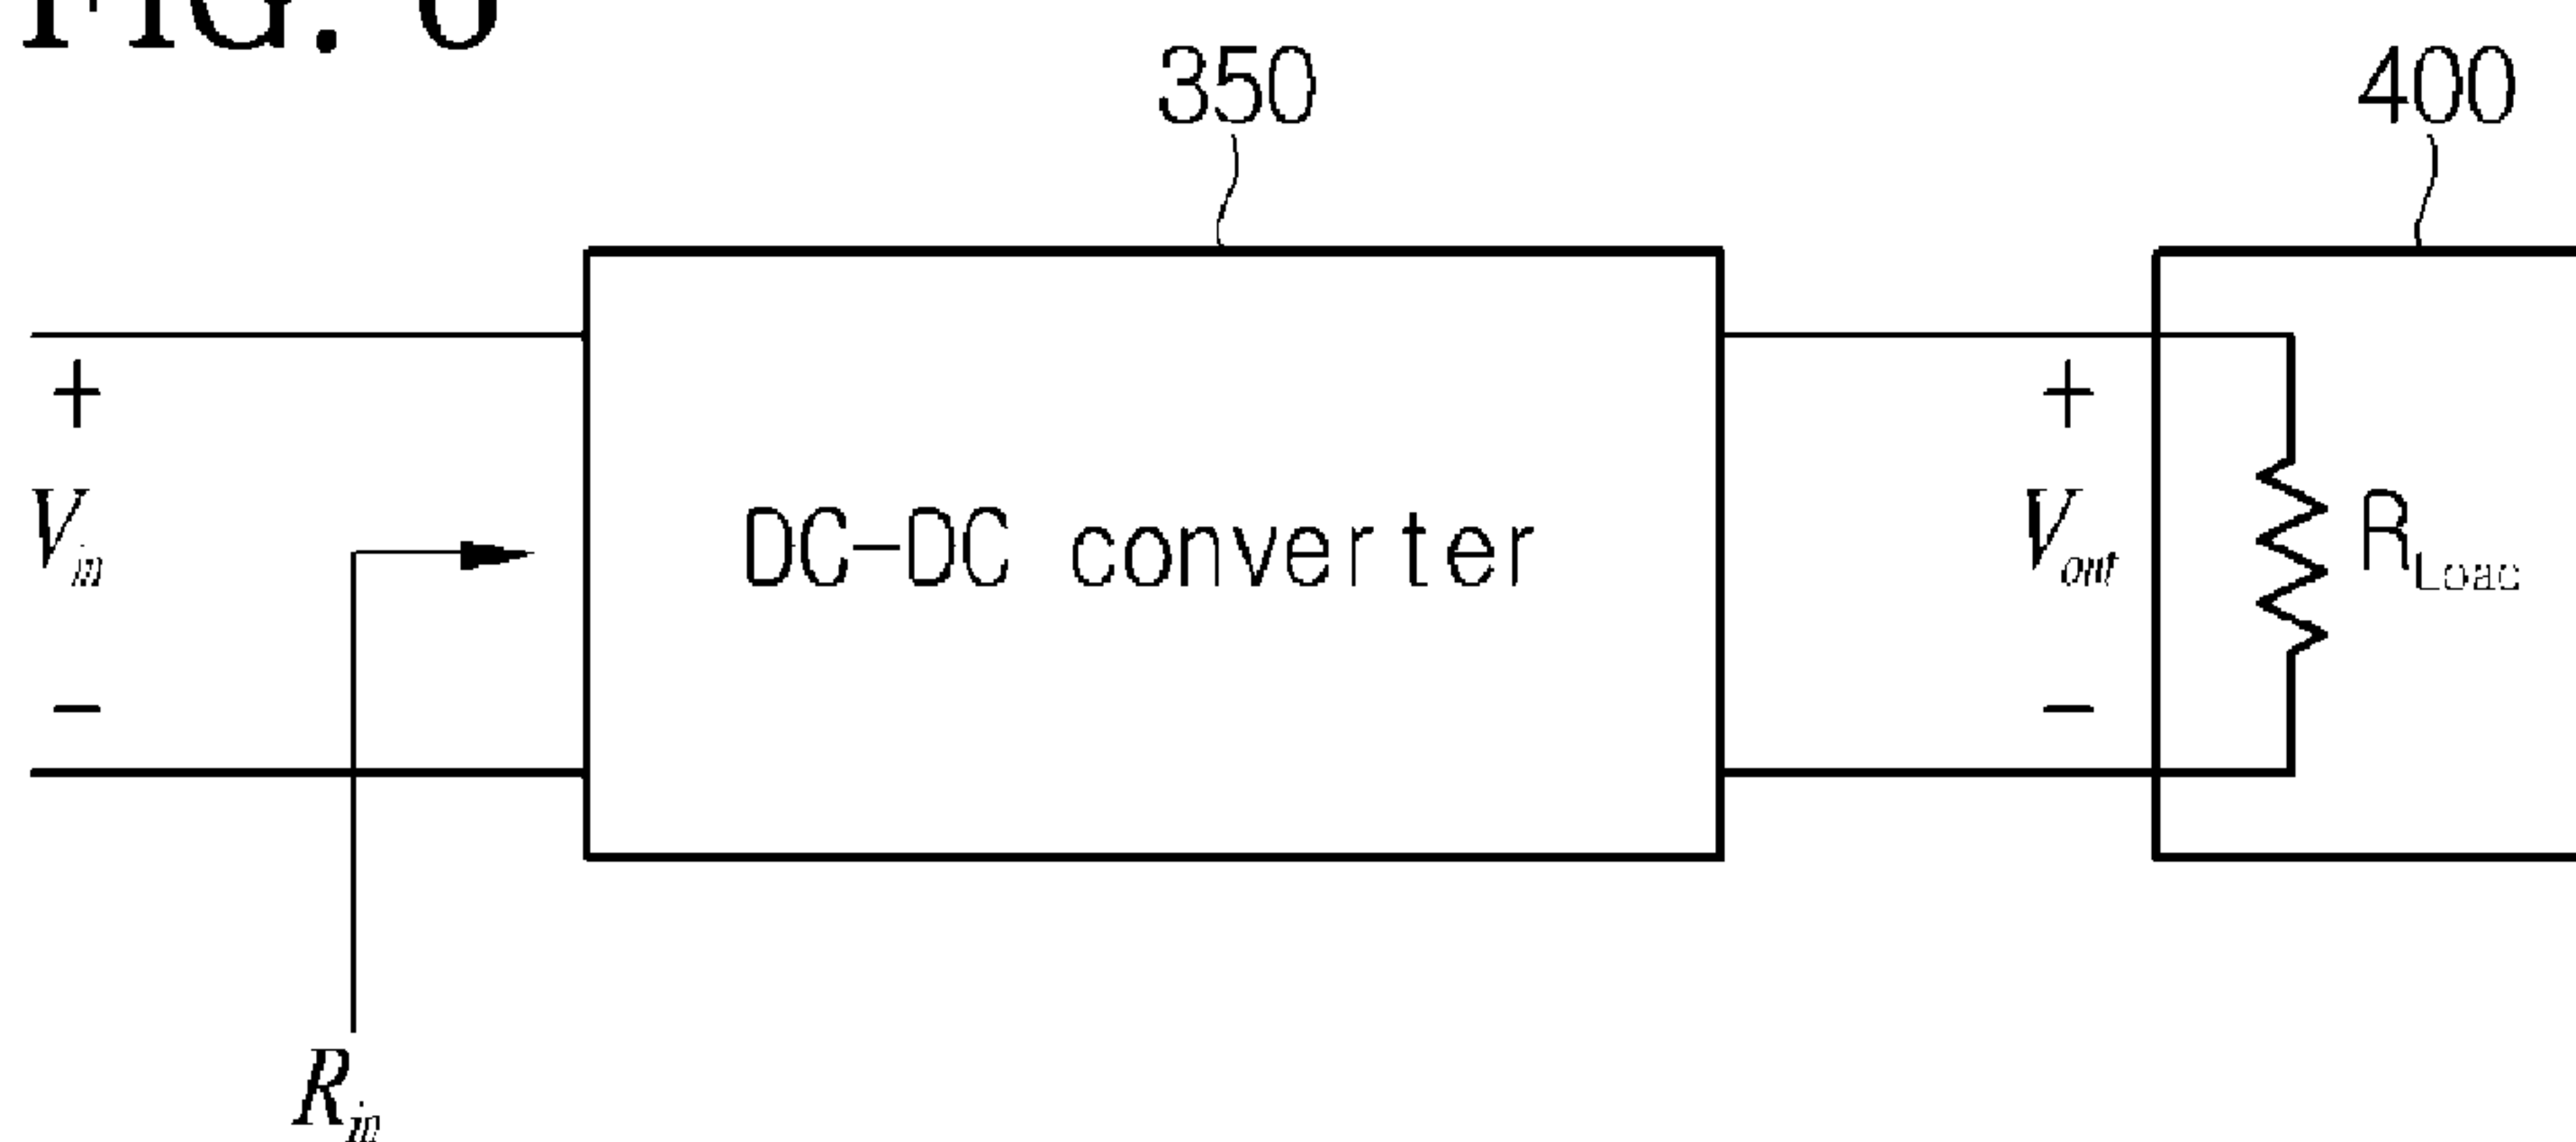 FIG. 6
350
400
+
V_in
−
DC-DC converter
+
V_out
−
R_Load
R_in